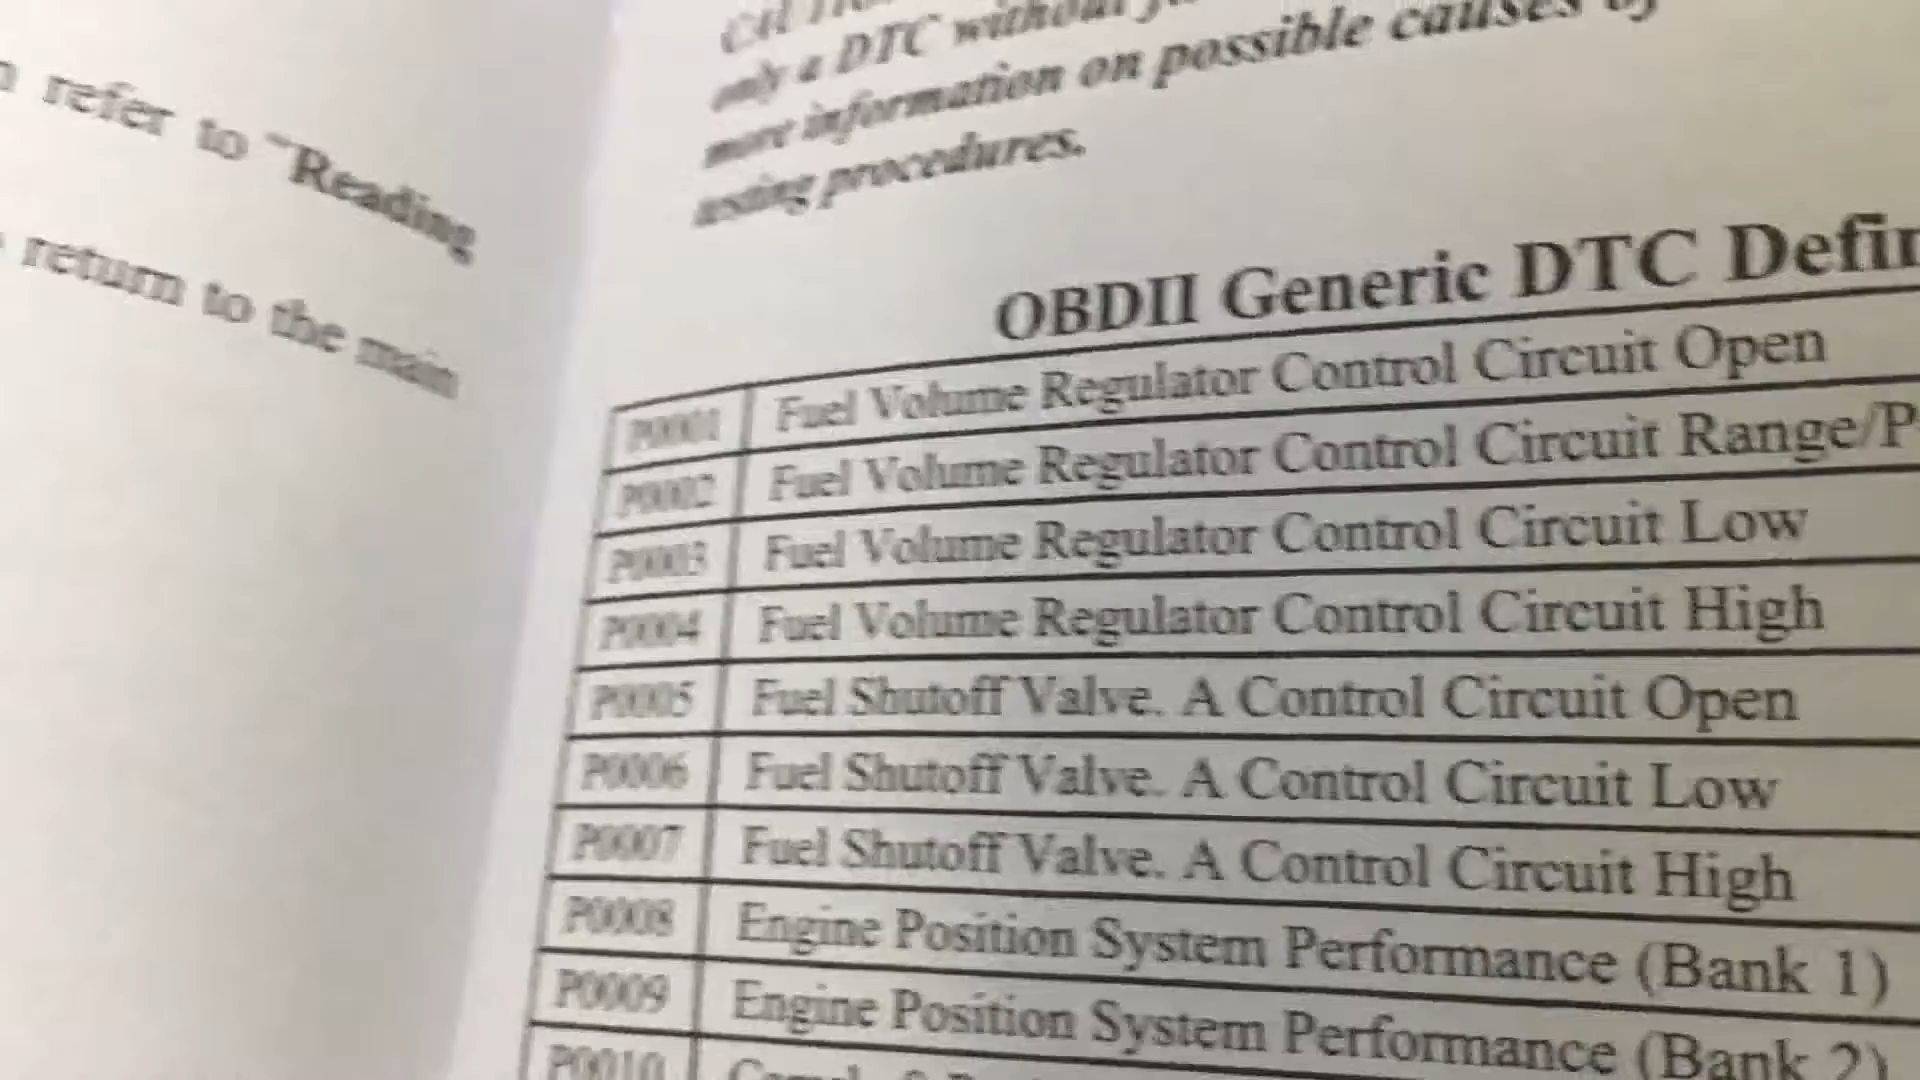 refer to "Reading
return to the main
only a DTC without
more information on possible causes of
testing procedures.
OBDII Generic DTC Defin
P0001 Fuel Volume Regulator Control Circuit Open
P0002 Fuel Volume Regulator Control Circuit Range/P
P0003 Fuel Volume Regulator Control Circuit Low
P0004 Fuel Volume Regulator Control Circuit High
P0005 Fuel Shutoff Valve. A Control Circuit Open
P0006 Fuel Shutoff Valve. A Control Circuit Low
P0007 Fuel Shutoff Valve. A Control Circuit High
P0008 Engine Position System Performance (Bank 1)
P0009 Engine Position System Performance (Bank 2)
P0010